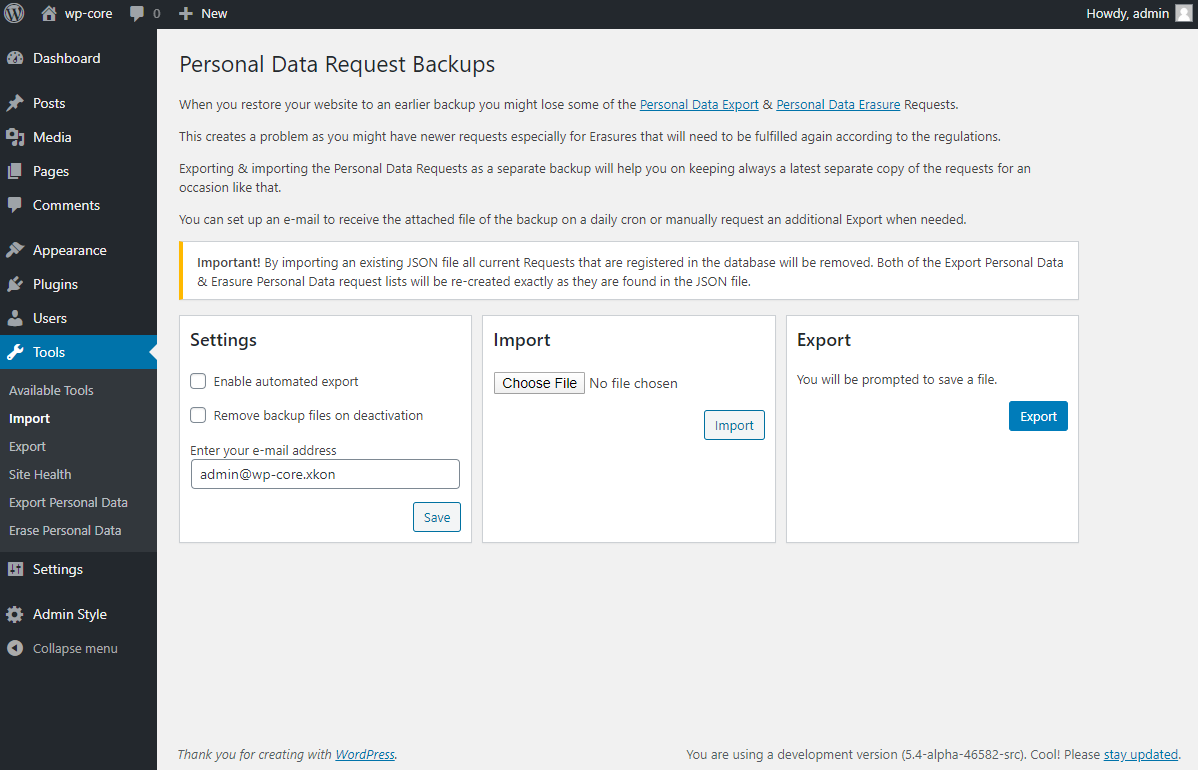 wp-core 0 New Howdy, admin
Dashboard
Posts
Media
Pages
Comments
Appearance
Plugins
Users
Tools
Available Tools
Import
Export
Site Health
Export Personal Data
Erase Personal Data
Settings
Admin Style
Collapse menu
Personal Data Request Backups
When you restore your website to an earlier backup you might lose some of the Personal Data Export & Personal Data Erasure Requests.
This creates a problem as you might have newer requests especially for Erasures that will need to be fulfilled again according to the regulations.
Exporting & importing the Personal Data Requests as a separate backup will help you on keeping always a latest separate copy of the requests for an
occasion like that.
You can set up an e-mail to receive the attached file of the backup on a daily cron or manually request an additional Export when needed.
Important! By importing an existing JSON file all current Requests that are registered in the database will be removed. Both of the Export Personal Data
& Erasure Personal Data request lists will be re-created exactly as they are found in the JSON file.
Settings
Enable automated export
Remove backup files on deactivation
Enter your e-mail address
admin@wp-core.xkon
Save
Import
Choose File No file chosen
Import
Export
You will be prompted to save a file.
Export
Thank you for creating with WordPress. You are using a development version (5.4-alpha-46582-src). Cool! Please stay updated.